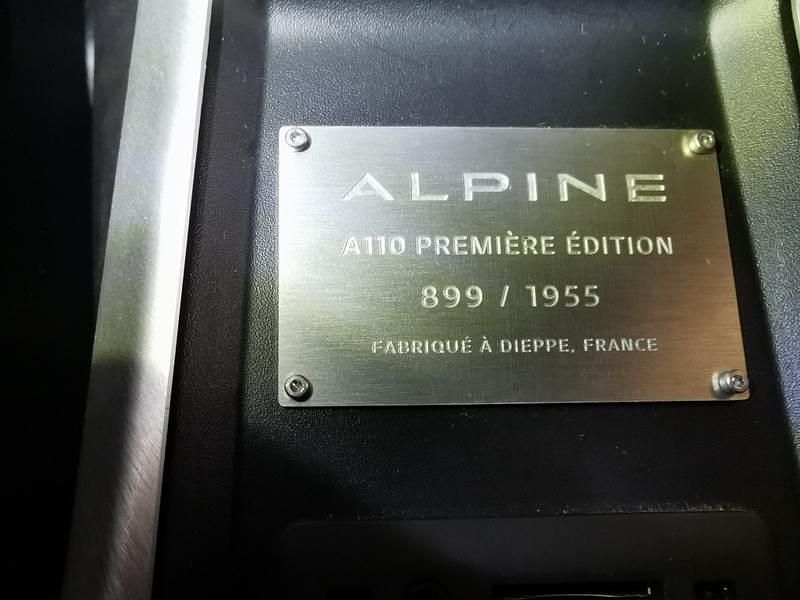 ALPINE
A110 PREMIÈRE ÉDITION
899 / 1955
FABRIQUÉ À DIEPPE, FRANCE